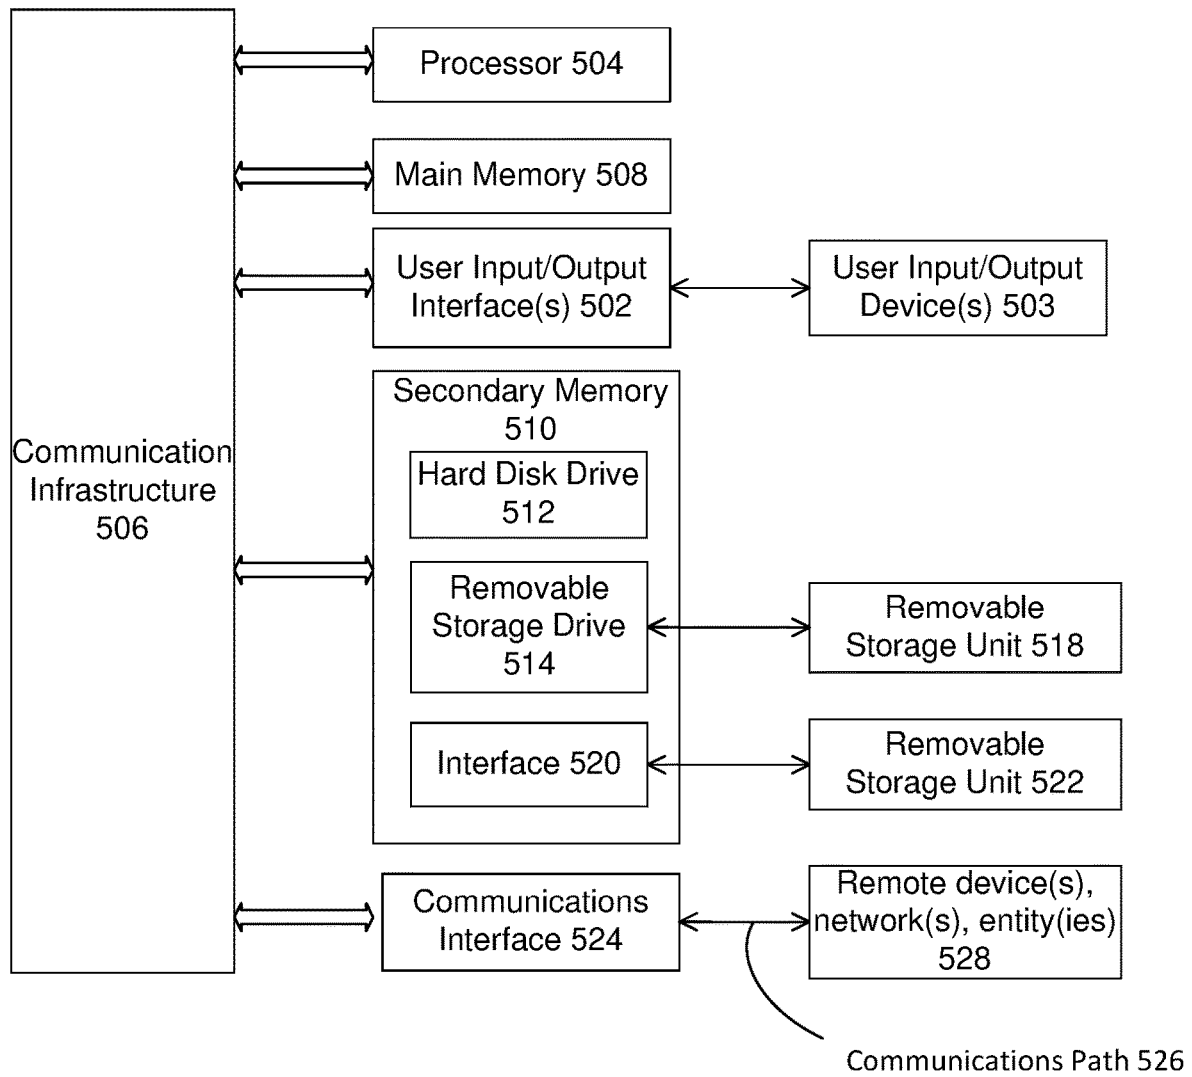 Communication
Infrastructure
506
Processor 504
Main Memory 508
User Input/Output
Interface(s) 502
User Input/Output
Device(s) 503
Secondary Memory
510
Hard Disk Drive
512
Removable
Storage Drive
514
Removable
Storage Unit 518
Interface 520
Removable
Storage Unit 522
Communications
Interface 524
Remote device(s),
network(s), entity(ies)
528
Communications Path 526